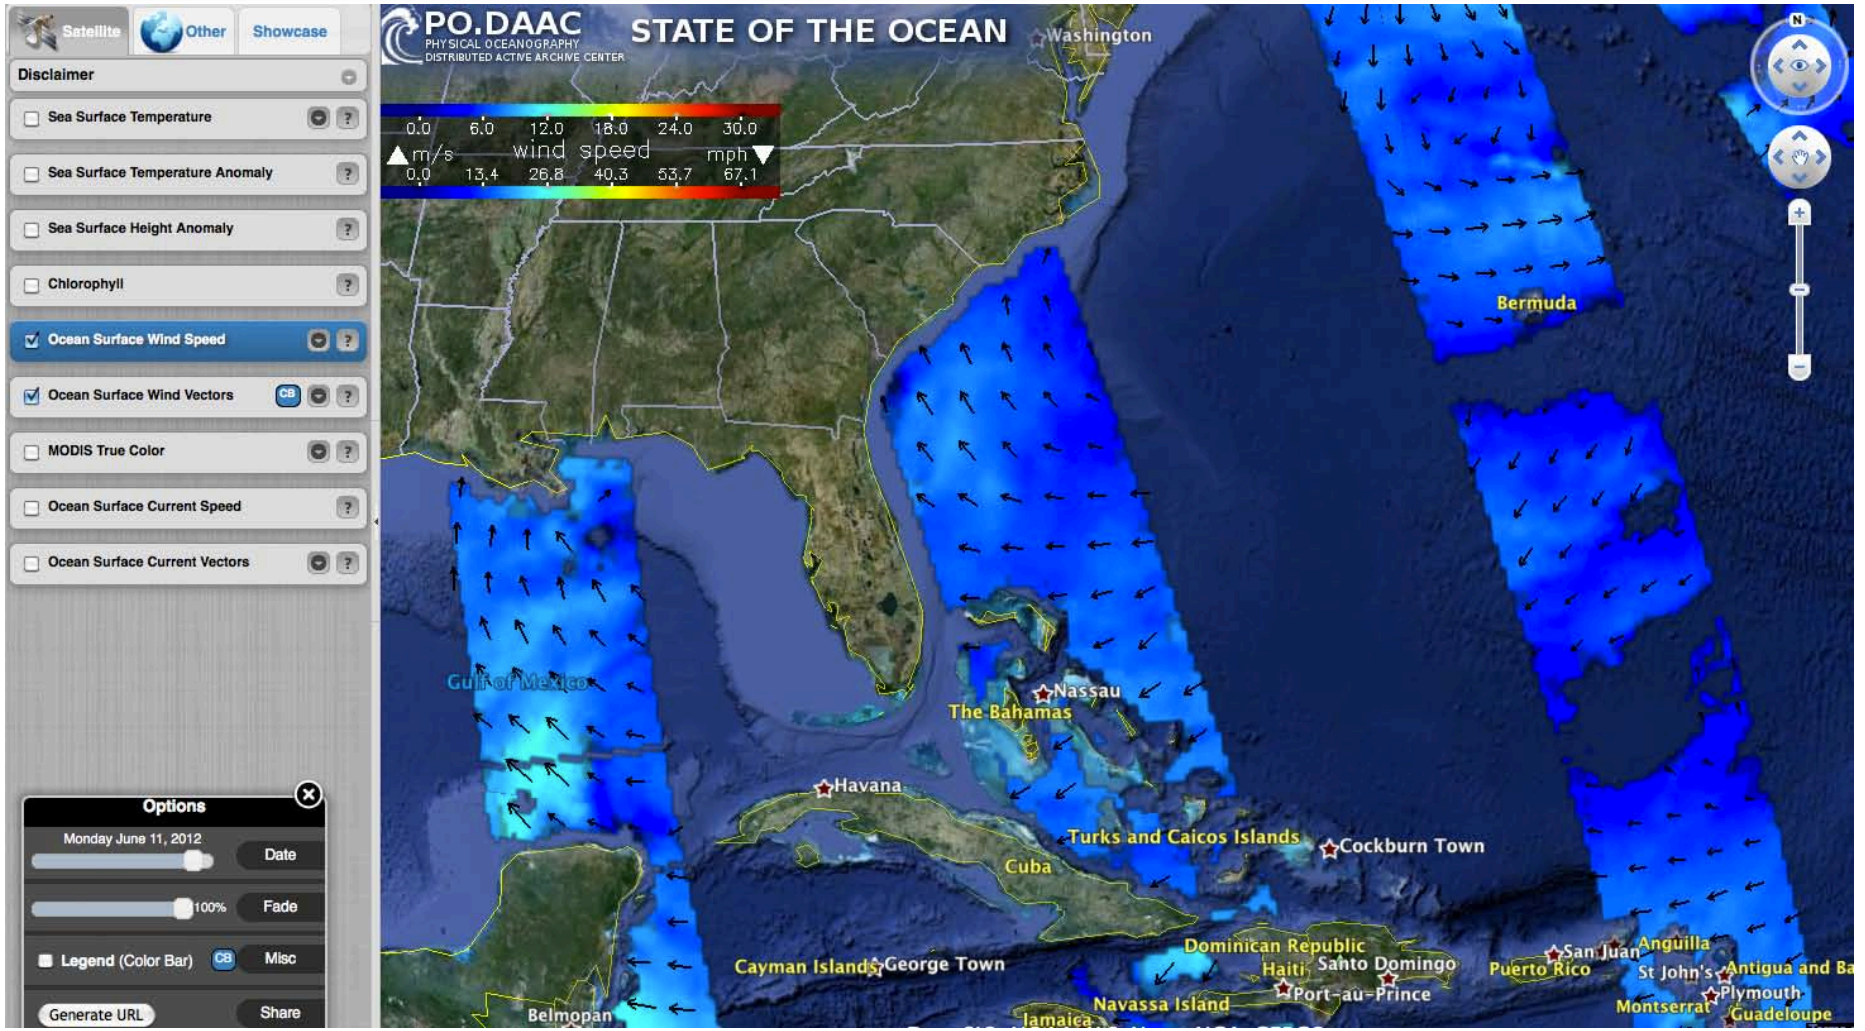 Satellite
Other
Showcase
Disclaimer
Sea Surface Temperature
?
Sea Surface Temperature Anomaly
?
Sea Surface Height Anomaly
?
Chlorophyll
?
Ocean Surface Wind Speed
?
Ocean Surface Wind Vectors
CB
?
MODIS True Color
?
Ocean Surface Current Speed
?
Ocean Surface Current Vectors
?
Options
Monday June 11, 2012
Date
100%
Fade
Legend (Color Bar)
CB
Misc
Generate URL
Share
PO.DAAC
PHYSICAL OCEANOGRAPHY
DISTRIBUTED ACTIVE ARCHIVE CENTER
STATE OF THE OCEAN
Washington
N
0.0 6.0 12.0 18.0 24.0 30.0
m/s wind speed mph
0.0 13.4 26.8 40.3 53.7 67.1
Bermuda
Gulf of Mexico
Nassau
The Bahamas
Havana
Turks and Caicos Islands
Cockburn Town
Cuba
Dominican Republic
San Juan
Anguilla
Cayman Islands
George Town
Haiti
Santo Domingo
Puerto Rico
St John's
Antigua and Ba
Port-au-Prince
Plymouth
Navassa Island
Montserrat
Guadeloupe
Belmopan
Jamaica